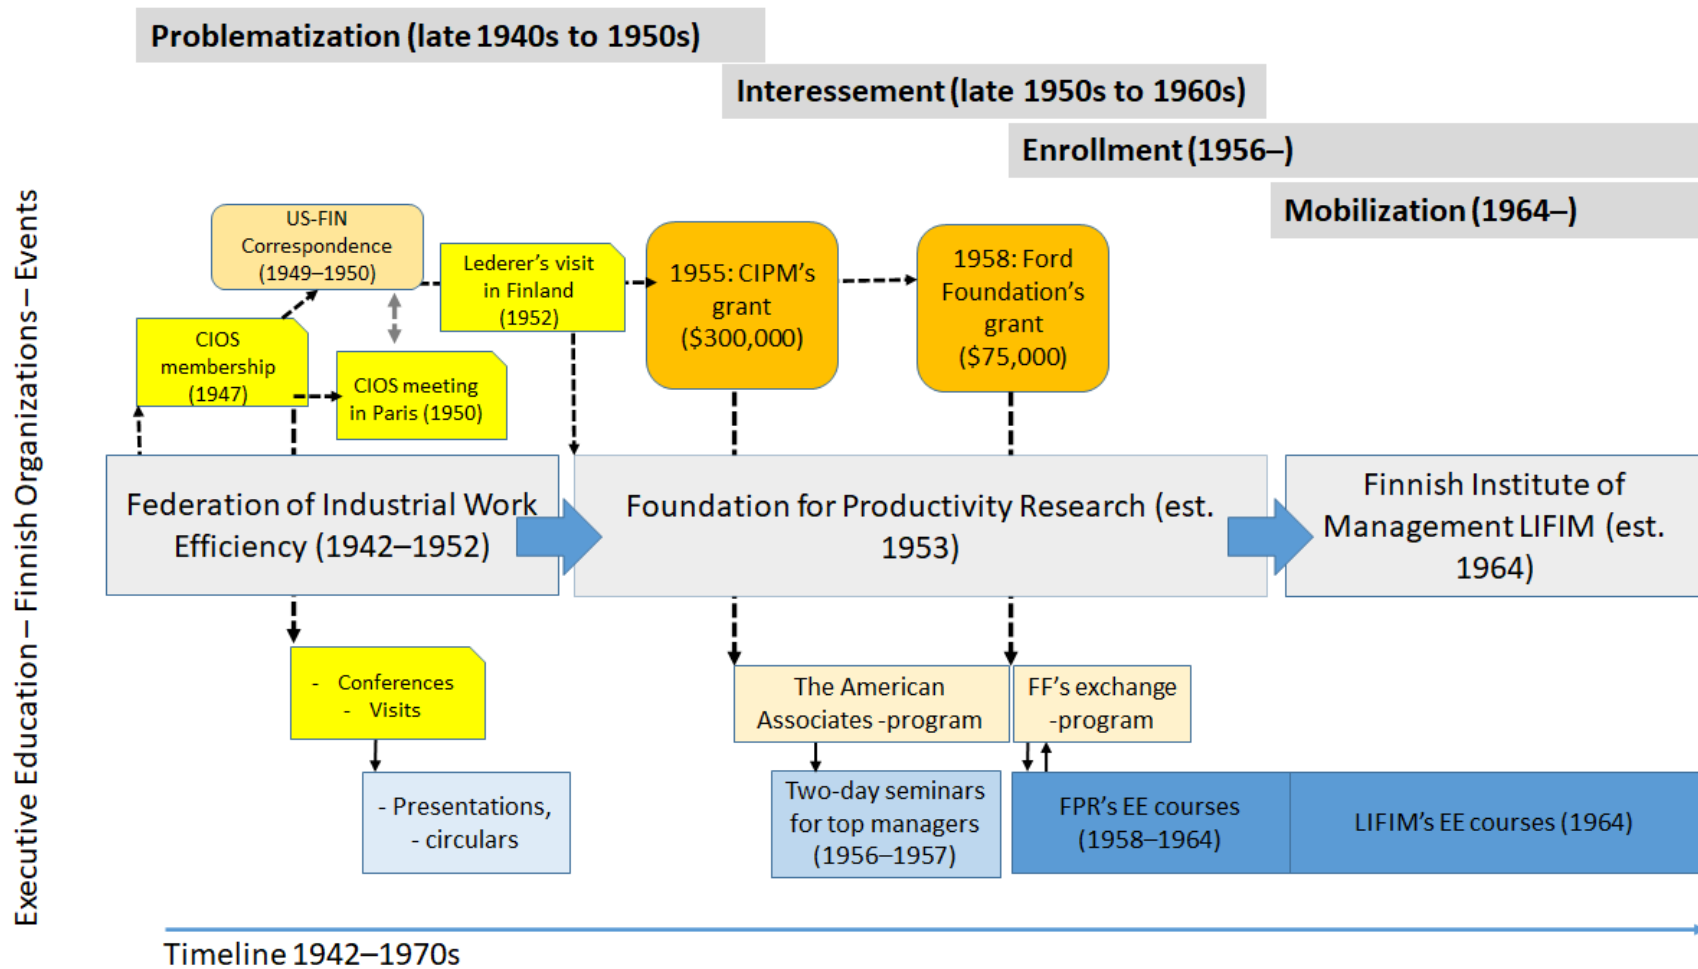 Problematization (late 1940s to 1950s)
Interessement (late 1950s to 1960s)
Enrollment (1956–)
Mobilization (1964–)
Executive Education – Finnish Organizations – Events
US-FIN
Correspondence
(1949–1950)
Lederer's visit
in Finland
(1952)
1955: CIPM's
grant
($300,000)
1958: Ford
Foundation's
grant
($75,000)
CIOS
membership
(1947)
CIOS meeting
in Paris (1950)
Federation of Industrial Work
Efficiency (1942–1952)
Foundation for Productivity Research (est.
1953)
Finnish Institute of
Management LIFIM (est.
1964)
- Conferences
- Visits
The American
Associates -program
FF's exchange
-program
- Presentations,
- circulars
Two-day seminars
for top managers
(1956–1957)
FPR's EE courses
(1958–1964)
LIFIM's EE courses (1964)
Timeline 1942–1970s